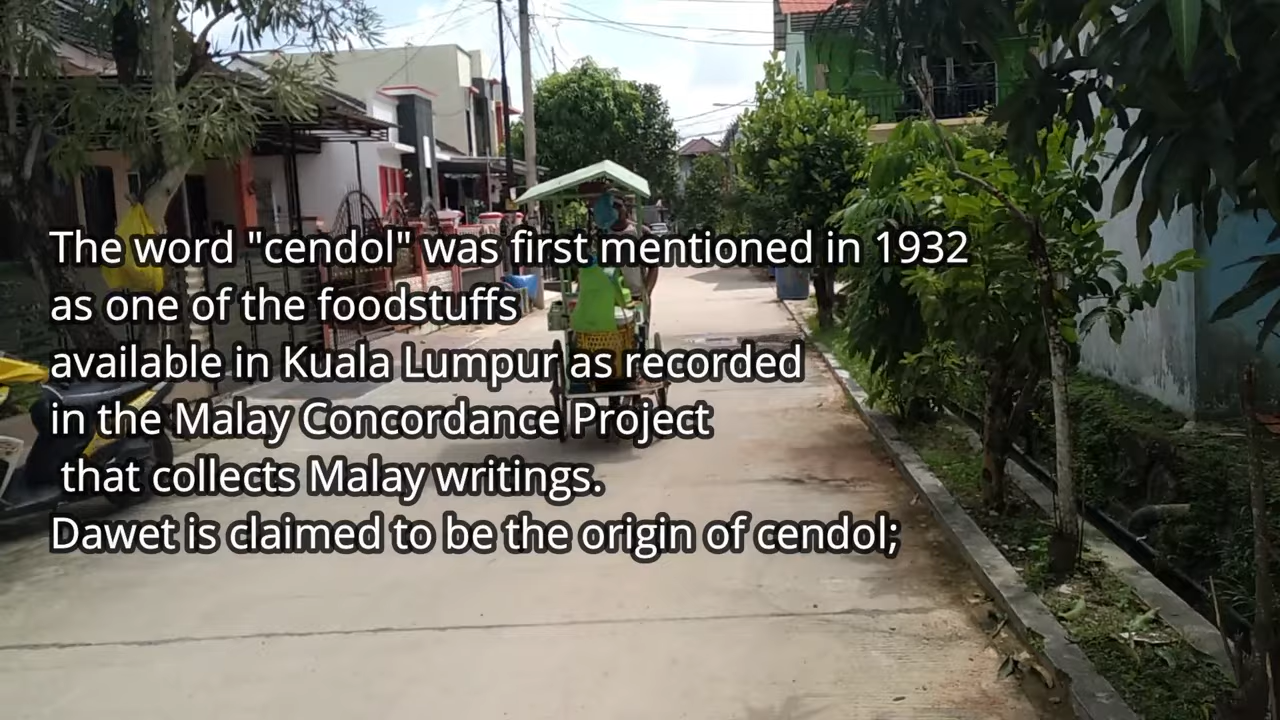 The word "cendol" was first mentioned in 1932
as one of the foodstuffs
available in Kuala Lumpur as recorded
in the Malay Concordance Project
that collects Malay writings.
Dawet is claimed to be the origin of cendol;